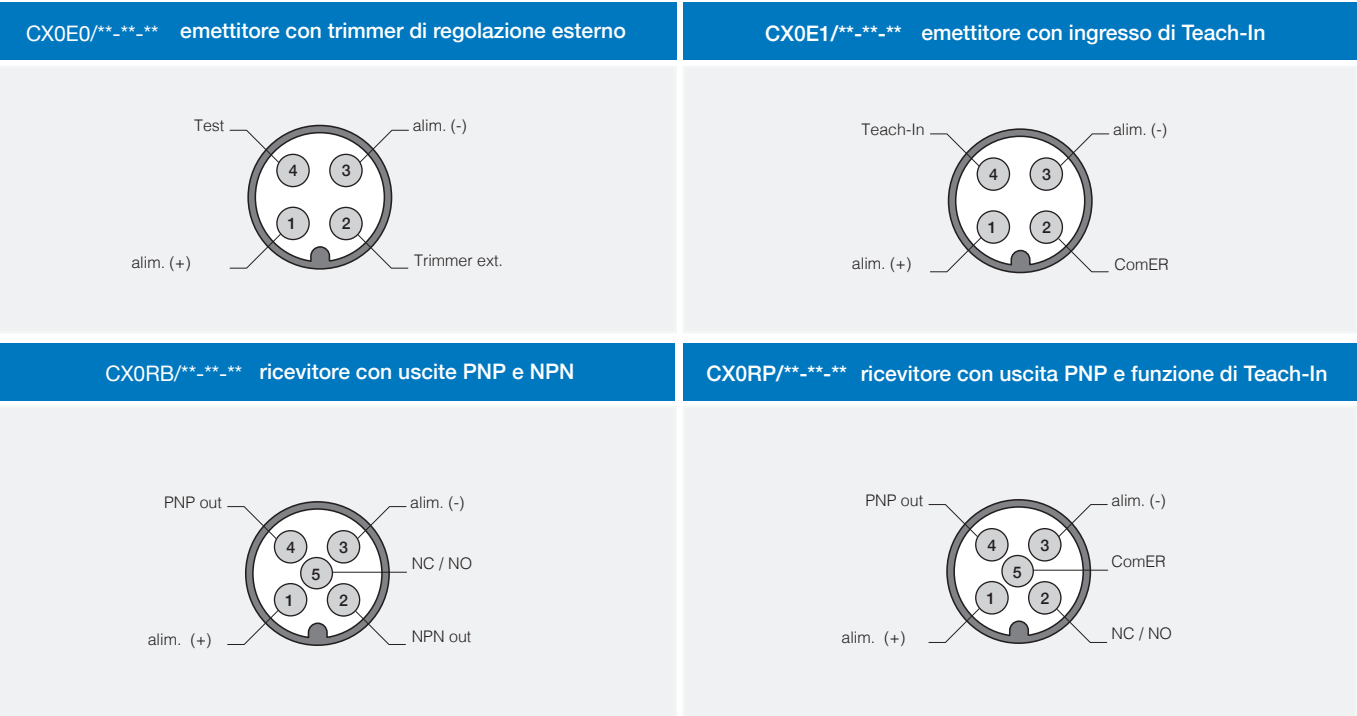 CX0E0/**-**-** emettitore con trimmer di regolazione esterno
Test
alim. (-)
4
3
1
2
alim. (+)
Trimmer ext.
CX0E1/**-**-** emettitore con ingresso di Teach-In
Teach-In
alim. (-)
4
3
1
2
alim. (+)
ComER
CX0RB/**-**-** ricevitore con uscite PNP e NPN
PNP out
alim. (-)
4
3
5
NC / NO
1
2
alim. (+)
NPN out
CX0RP/**-**-** ricevitore con uscita PNP e funzione di Teach-In
PNP out
alim. (-)
4
3
5
ComER
1
2
alim. (+)
NC / NO